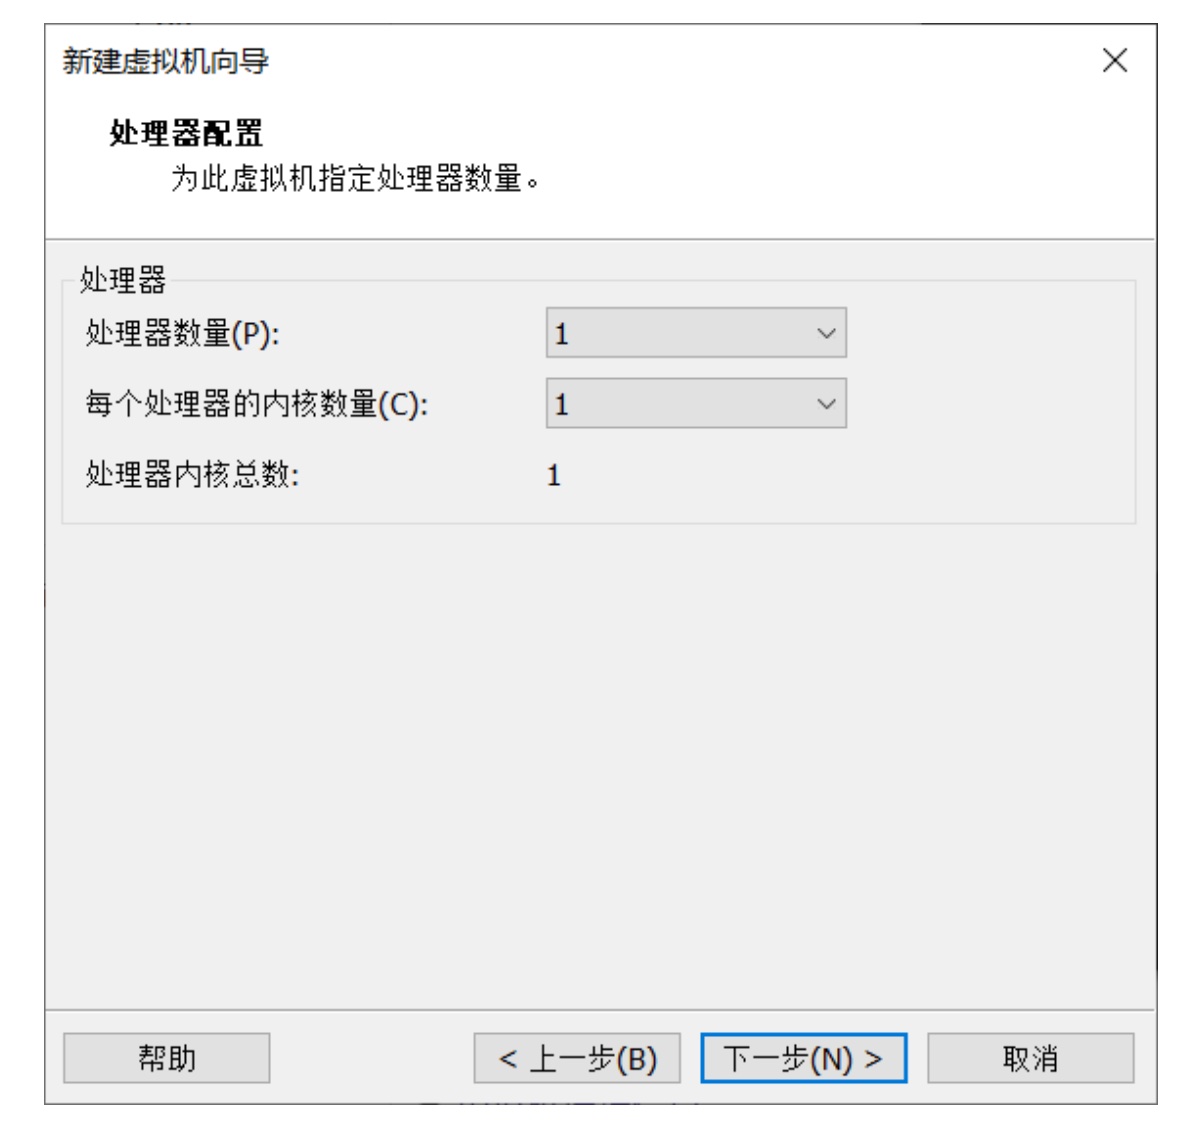 新建虚拟机向导
处理器配置
为此虚拟机指定处理器数量。
处理器
处理器数量(P): 1
每个处理器的内核数量(C): 1
处理器内核总数: 1
帮助 < 上一步(B) 下一步(N) > 取消